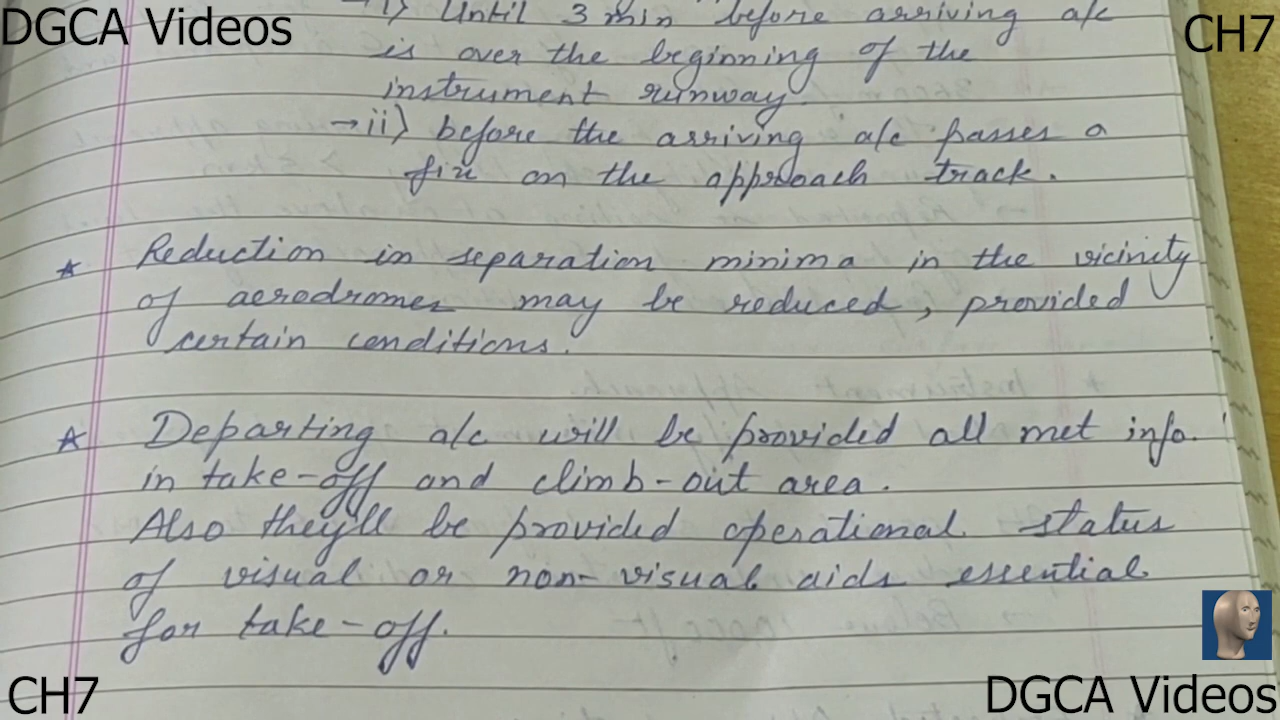 DGCA Videos
CH7
→ i) Until 3 min before arriving a/c
is over the beginning of the
instrument runway.
→ ii) before the arriving a/c passes a
fix on the approach track.
* Reduction in separation minima in the vicinity
of aerodromes may be reduced, provided
certain conditions.
* Departing a/c will be provided all met info.
in take-off and climb-out area.
Also they'll be provided operational status
of visual or non-visual aids essential
for take-off.
CH7
DGCA Videos